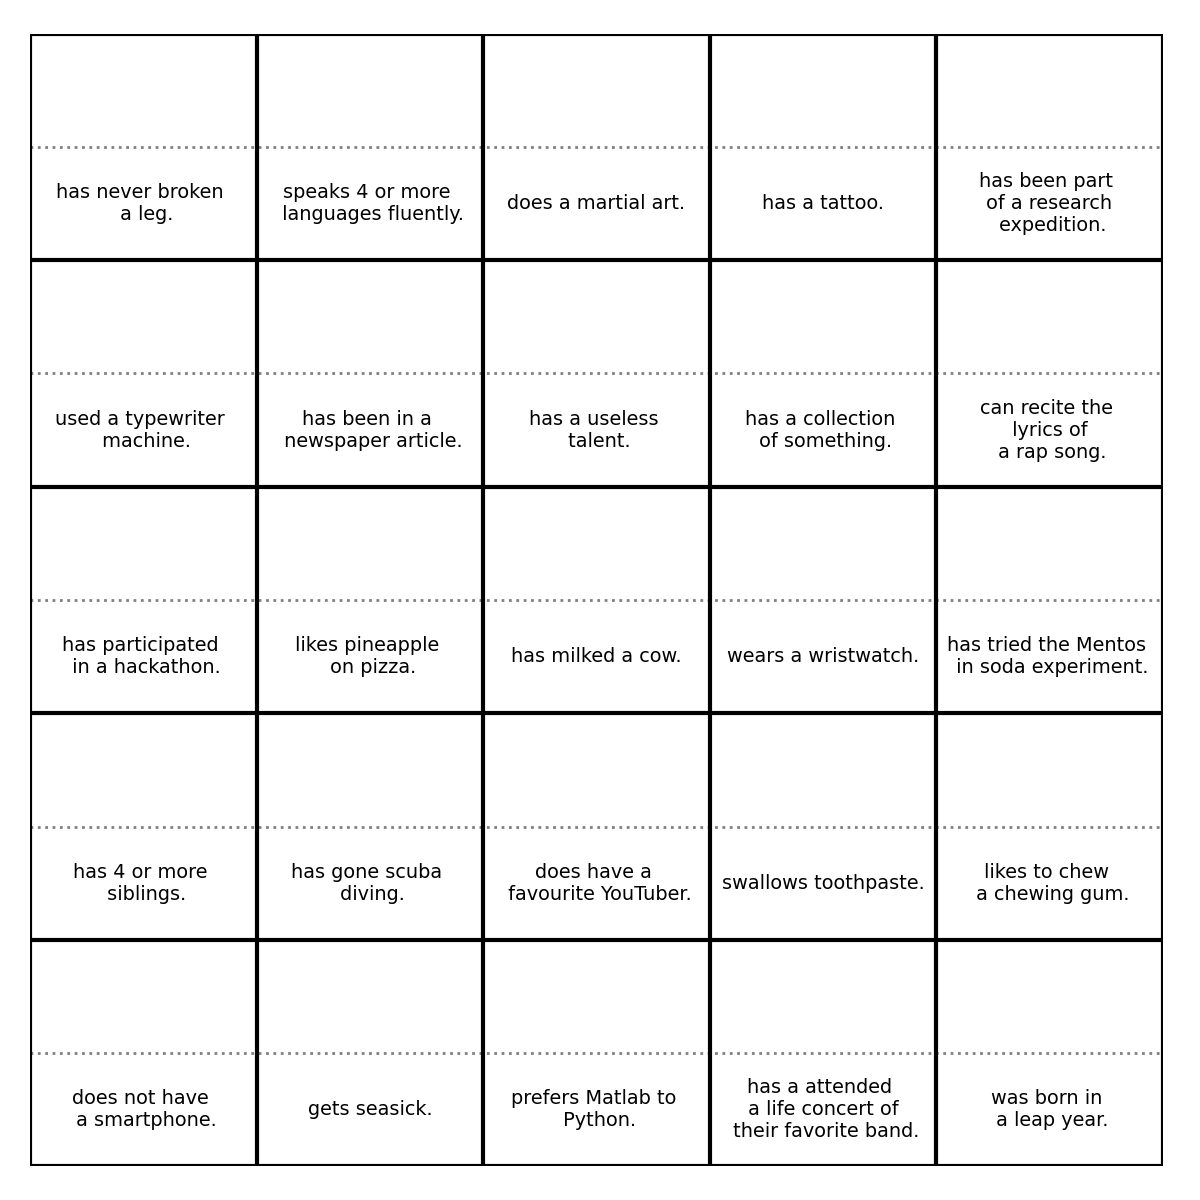 has never broken
a leg.
speaks 4 or more
languages fluently.
does a martial art.
has a tattoo.
has been part
of a research
expedition.
used a typewriter
machine.
has been in a
newspaper article.
has a useless
talent.
has a collection
of something.
can recite the
lyrics of
a rap song.
has participated
in a hackathon.
likes pineapple
on pizza.
has milked a cow.
wears a wristwatch.
has tried the Mentos
in soda experiment.
has 4 or more
siblings.
has gone scuba
diving.
does have a
favourite YouTuber.
swallows toothpaste.
likes to chew
a chewing gum.
does not have
a smartphone.
gets seasick.
prefers Matlab to
Python.
has a attended
a life concert of
their favorite band.
was born in
a leap year.